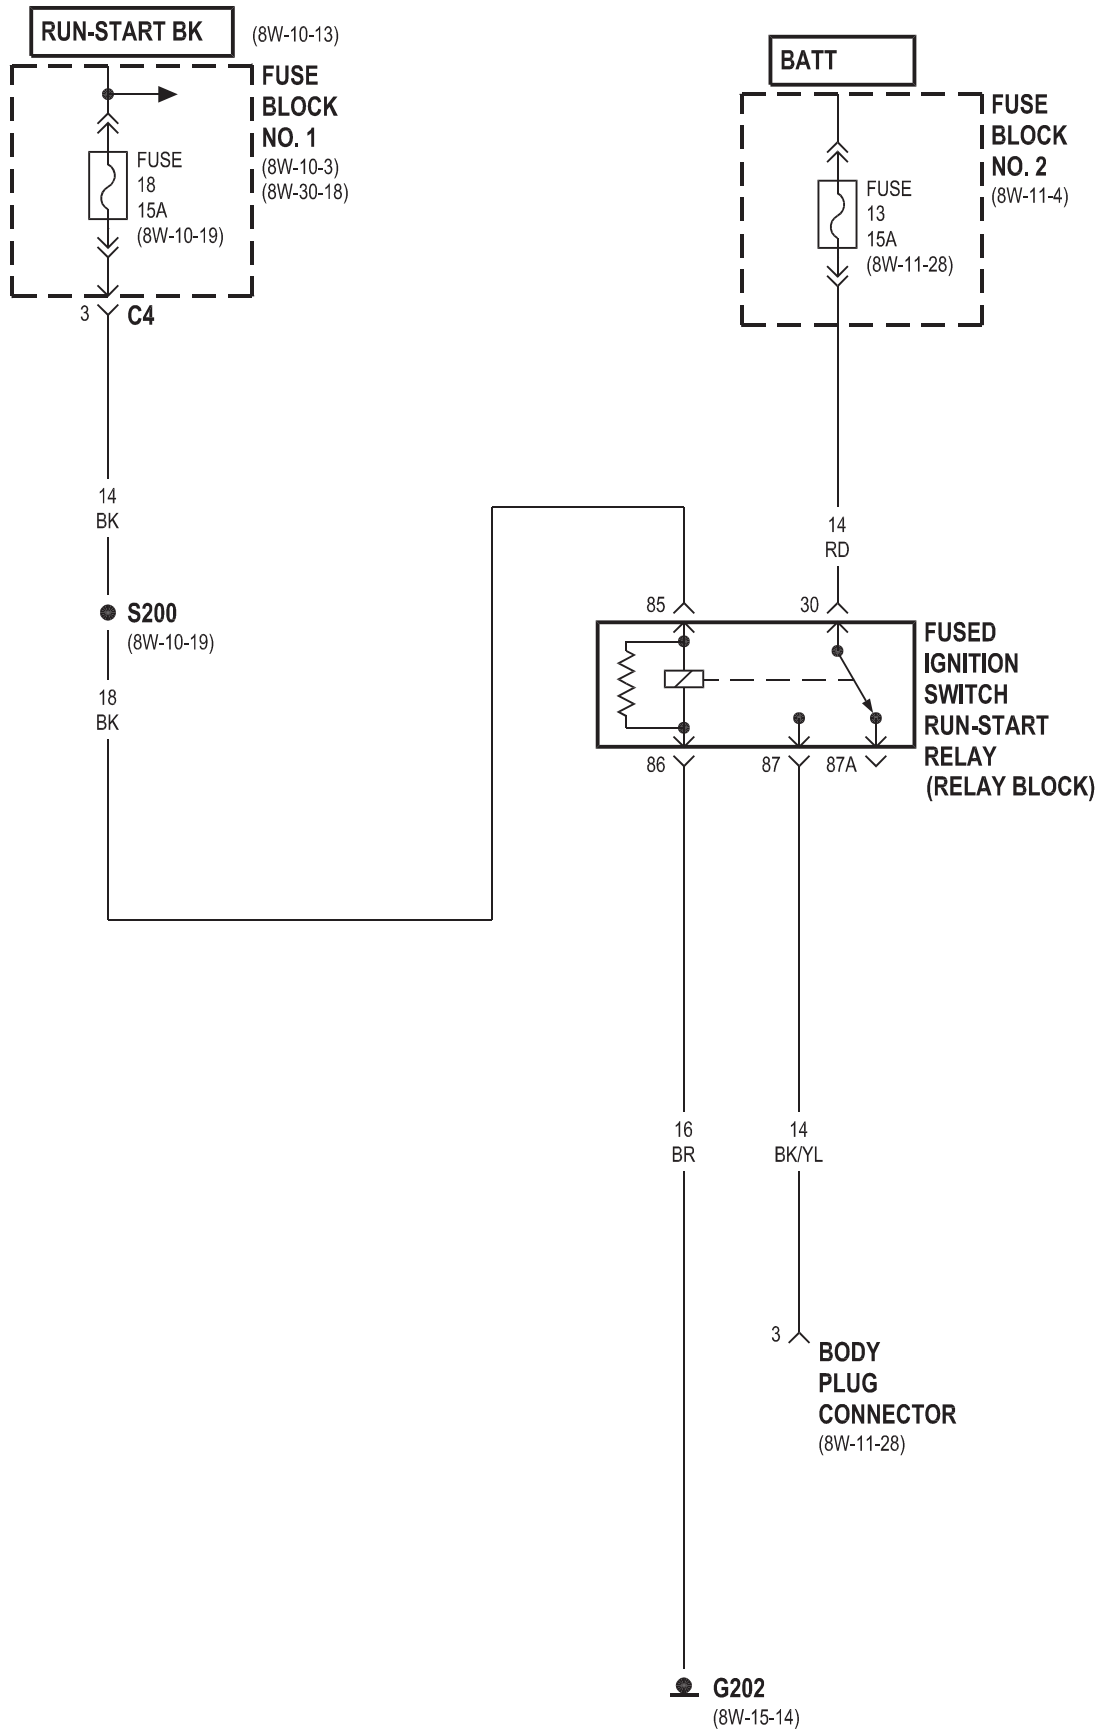 RUN-START BK
(8W-10-13)
FUSE
BLOCK
NO. 1
(8W-10-3)
(8W-30-18)
FUSE
18
15A
(8W-10-19)
3
C4
BATT
FUSE
BLOCK
NO. 2
(8W-11-4)
FUSE
13
15A
(8W-11-28)
14
BK
S200
(8W-10-19)
18
BK
14
RD
85
30
FUSED
IGNITION
SWITCH
RUN-START
RELAY
(RELAY BLOCK)
86
87
87A
16
BR
14
BK/YL
3
BODY
PLUG
CONNECTOR
(8W-11-28)
G202
(8W-15-14)